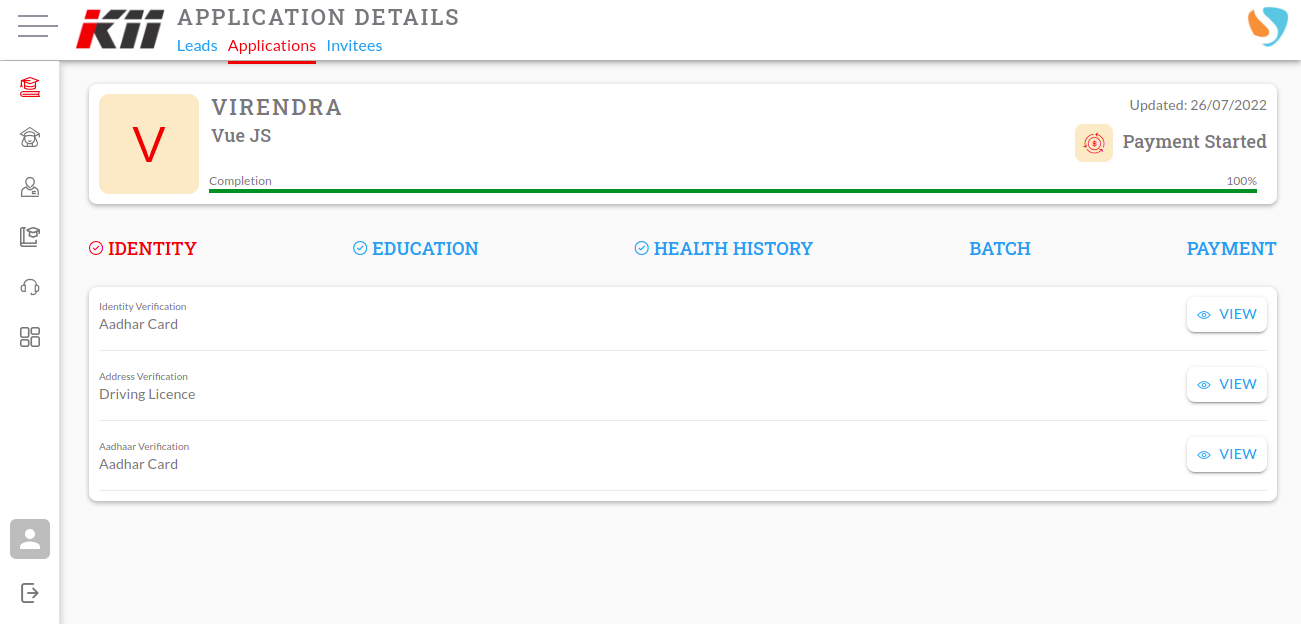 KII
APPLICATION DETAILS
Leads Applications Invitees
V
VIRENDRA
Vue JS
Updated: 26/07/2022
Payment Started
Completion 100%
IDENTITY EDUCATION HEALTH HISTORY BATCH PAYMENT
Identity Verification
Aadhar Card
VIEW
Address Verification
Driving Licence
VIEW
Aadhaar Verification
Aadhar Card
VIEW